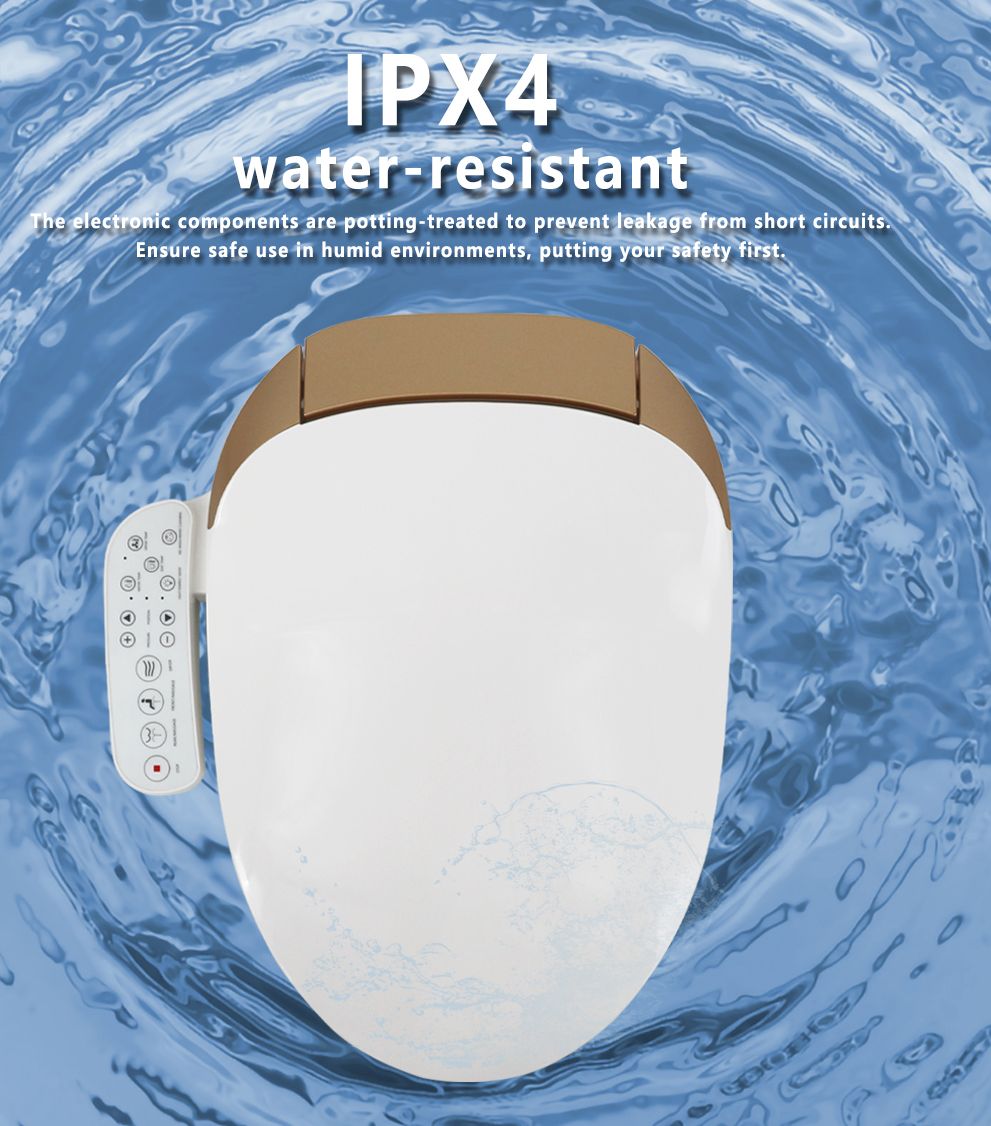 IPX4
water-resistant
The electronic components are potting-treated to prevent leakage from short circuits.
Ensure safe use in humid environments, putting your safety first.
STOP